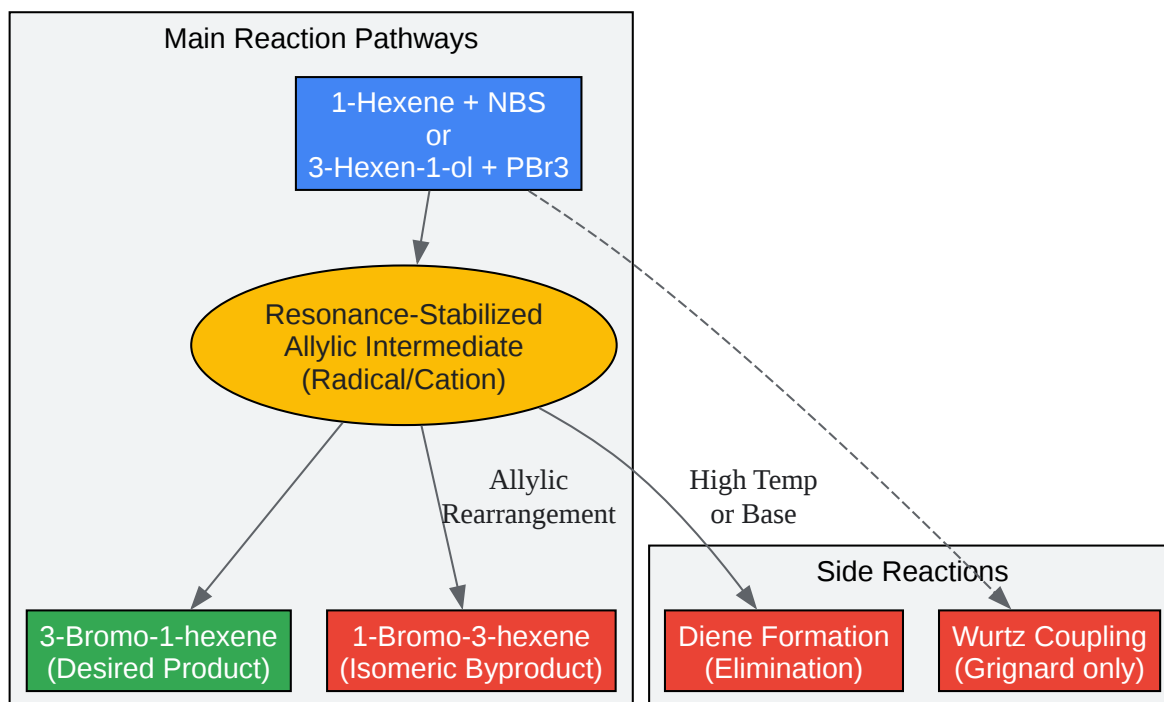 Main Reaction Pathways
1-Hexene + NBS
or
3-Hexen-1-ol + PBr3
Resonance-Stabilized
Allylic Intermediate
(Radical/Cation)
Allylic
Rearrangement
High Temp
or Base
Side Reactions
3-Bromo-1-hexene
(Desired Product)
1-Bromo-3-hexene
(Isomeric Byproduct)
Diene Formation
(Elimination)
Wurtz Coupling
(Grignard only)